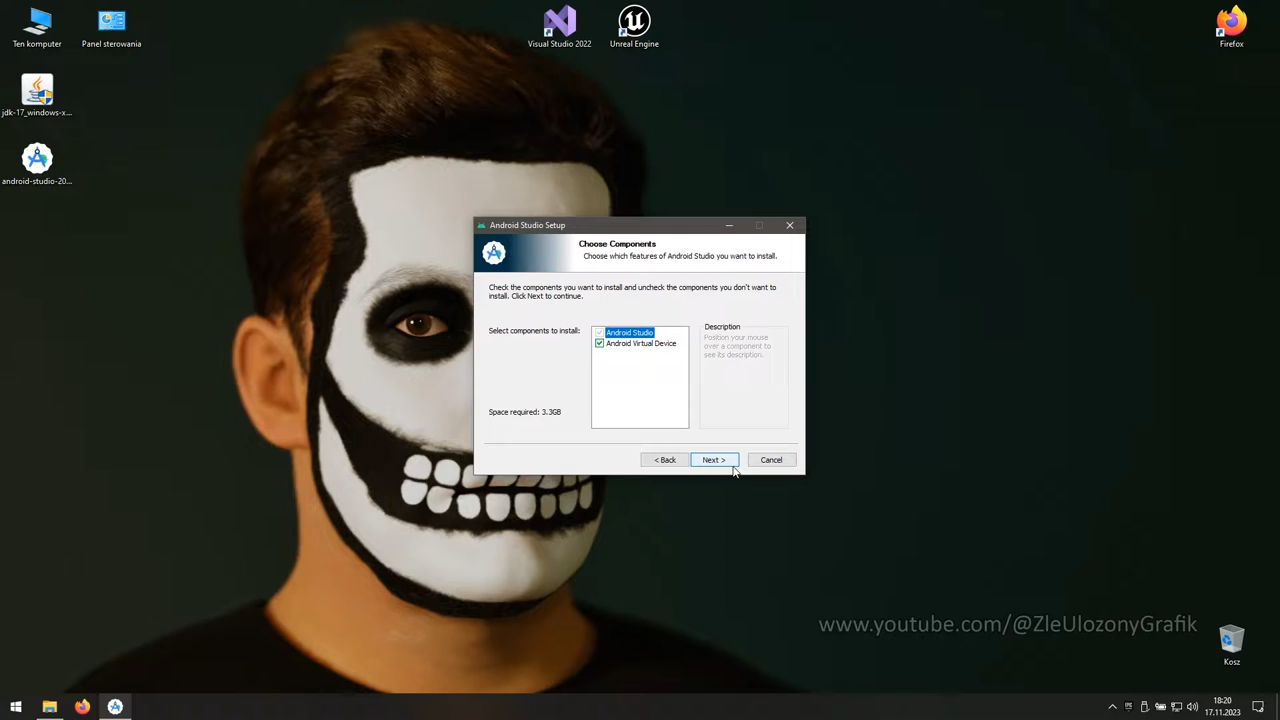 Ten komputer
Panel sterowania
Visual Studio 2022
Unreal Engine
Firefox
jdk-17_windows-x...
android-studio-20...
Android Studio Setup
Choose Components
Choose which features of Android Studio you want to install.
Check the components you want to install and uncheck the components you don't want to
install. Click Next to continue.
Select components to install:
Android Studio
Android Virtual Device
Description
Position your mouse
over a component to
see its description.
Space required: 3.3GB
< Back
Next >
Cancel
www.youtube.com/@ZleUlozonyGrafik
Kosz
18:20
17.11.2023